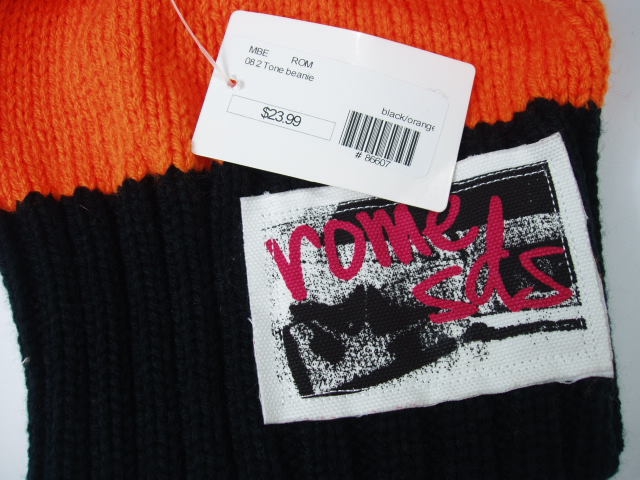 MBE ROM
08 2 Tone beanie
$23.99
black/orange
# 86607
rome
sds